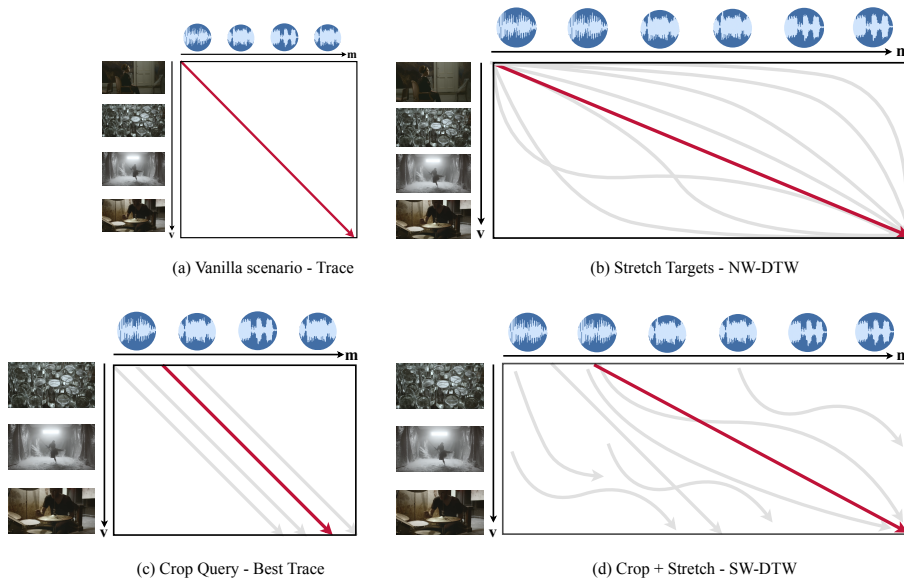 m
v
(a) Vanilla scenario - Trace
m
v
(b) Stretch Targets - NW-DTW
m
v
(c) Crop Query - Best Trace
m
v
(d) Crop + Stretch - SW-DTW